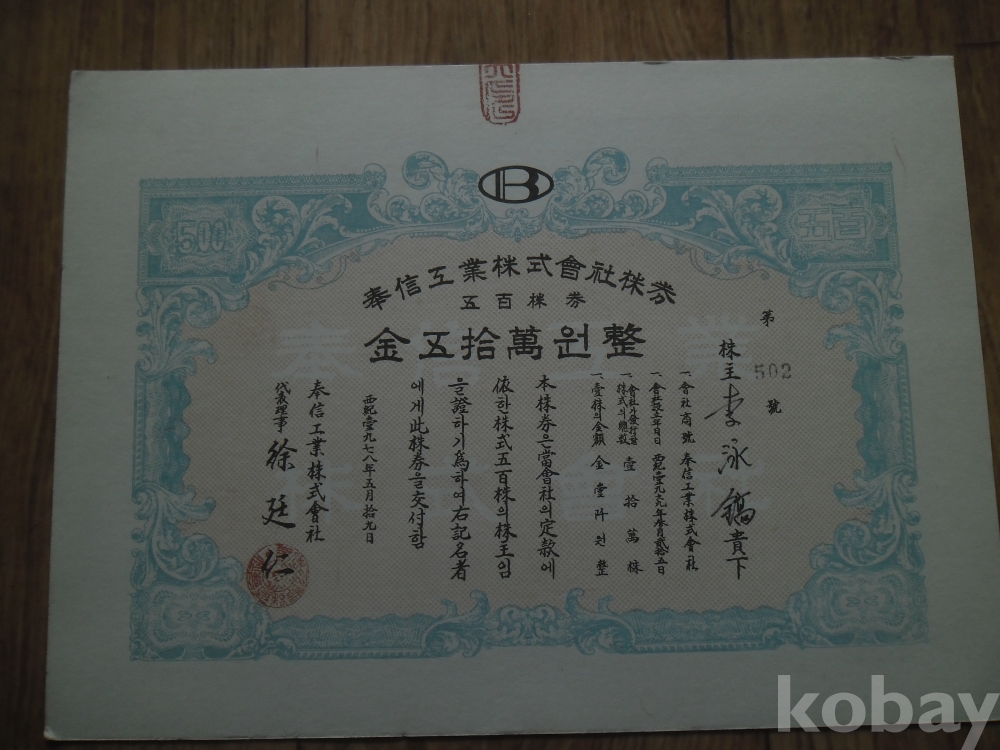 500
五百
B
奉信工業株式會社株券
五百株券
金五拾萬원整
第 502 號
株主 李泳鎬 貴下
一、會社商號 奉信工業株式會社
一、會社設立年月日 西紀壹九六九年參月貳拾五日
一、會社가發行할株式의總數 壹拾萬株
一、壹株의金額 金壹阡원整
本株券은當會社의定款에
依한株式五百株의株主임
을證하기爲하여右記名者
에게此株券을交付함
西紀壹九七八年五月拾九日
奉信工業株式會社
代表理事 徐廷仁
kobay